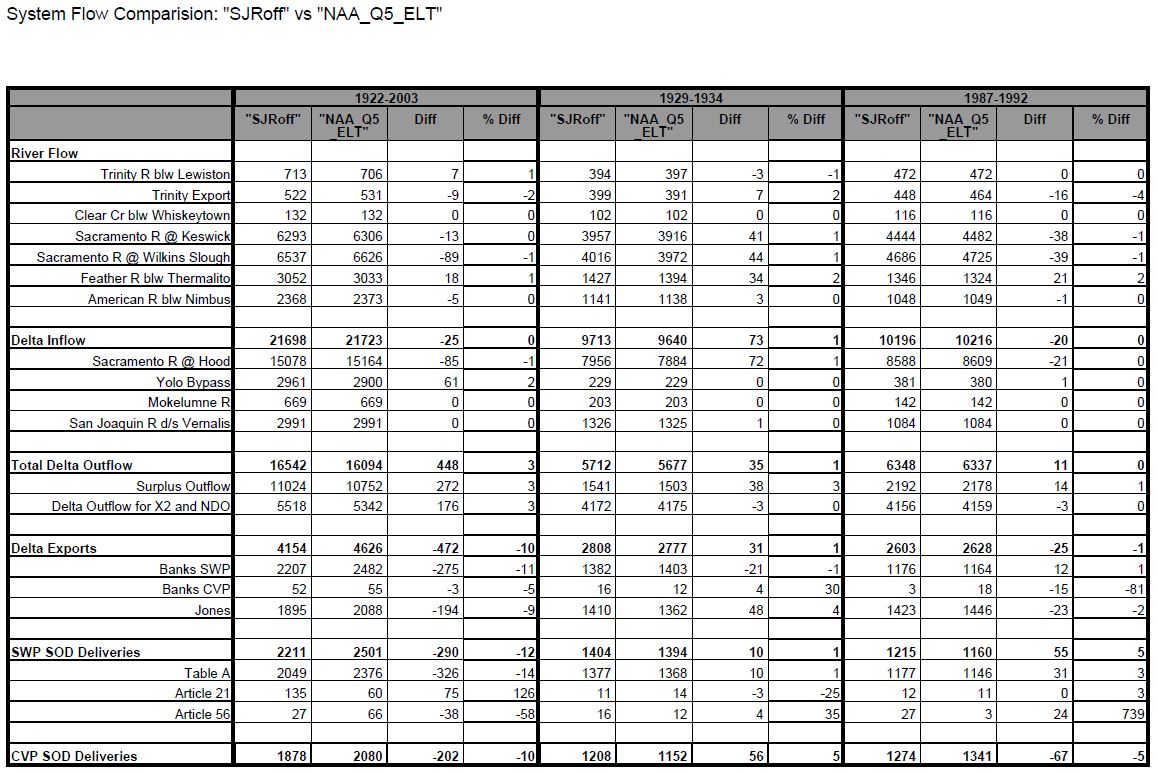 System Flow Comparision: "SJRoff" vs "NAA_Q5_ELT"
1922-2003 1929-1934 1987-1992
"SJRoff" "NAA_Q5 _ELT" Diff % Diff "SJRoff" "NAA_Q5 _ELT" Diff % Diff "SJRoff" "NAA_Q5 _ELT" Diff % Diff
River Flow
Trinity R blw Lewiston 713 706 7 1 394 397 -3 -1 472 472 0 0
Trinity Export 522 531 -9 -2 399 391 7 2 448 464 -16 -4
Clear Cr blw Whiskeytown 132 132 0 0 102 102 0 0 116 116 0 0
Sacramento R @ Keswick 6293 6306 -13 0 3957 3916 41 1 4444 4482 -38 -1
Sacramento R @ Wilkins Slough 6537 6626 -89 -1 4016 3972 44 1 4686 4725 -39 -1
Feather R blw Thermalito 3052 3033 18 1 1427 1394 34 2 1346 1324 21 2
American R blw Nimbus 2368 2373 -5 0 1141 1138 3 0 1048 1049 -1 0
Delta Inflow 21698 21723 -25 0 9713 9640 73 1 10196 10216 -20 0
Sacramento R @ Hood 15078 15164 -85 -1 7956 7884 72 1 8588 8609 -21 0
Yolo Bypass 2961 2900 61 2 229 229 0 0 381 380 1 0
Mokelumne R 669 669 0 0 203 203 0 0 142 142 0 0
San Joaquin R d/s Vernalis 2991 2991 0 0 1326 1325 1 0 1084 1084 0 0
Total Delta Outflow 16542 16094 448 3 5712 5677 35 1 6348 6337 11 0
Surplus Outflow 11024 10752 272 3 1541 1503 38 3 2192 2178 14 1
Delta Outflow for X2 and NDO 5518 5342 176 3 4172 4175 -3 0 4156 4159 -3 0
Delta Exports 4154 4626 -472 -10 2808 2777 31 1 2603 2628 -25 -1
Banks SWP 2207 2482 -275 -11 1382 1403 -21 -1 1176 1164 12 1
Banks CVP 52 55 -3 -5 16 12 4 30 3 18 -15 -81
Jones 1895 2088 -194 -9 1410 1362 48 4 1423 1446 -23 -2
SWP SOD Deliveries 2211 2501 -290 -12 1404 1394 10 1 1215 1160 55 5
Table A 2049 2376 -326 -14 1377 1368 10 1 1177 1146 31 3
Article 21 135 60 75 126 11 14 -3 -25 12 11 0 3
Article 56 27 66 -38 -58 16 12 4 35 27 3 24 739
CVP SOD Deliveries 1878 2080 -202 -10 1208 1152 56 5 1274 1341 -67 -5